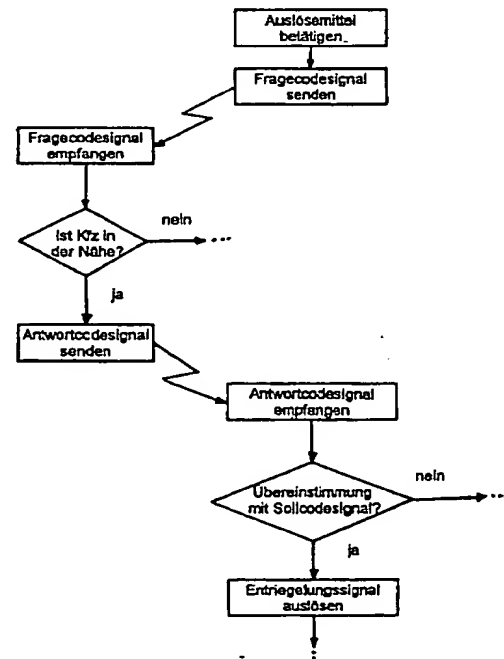 Auslösemittel
betätigen
Fragecodesignal
senden
Fragecodesignal
empfangen
nein
Ist Kfz in
der Nähe?
ja
Antwortcodesignal
senden
Antwortcodesignal
empfangen
nein
Übereinstimmung
mit Sollcodesignal?
ja
Entriegelungssignal
auslösen